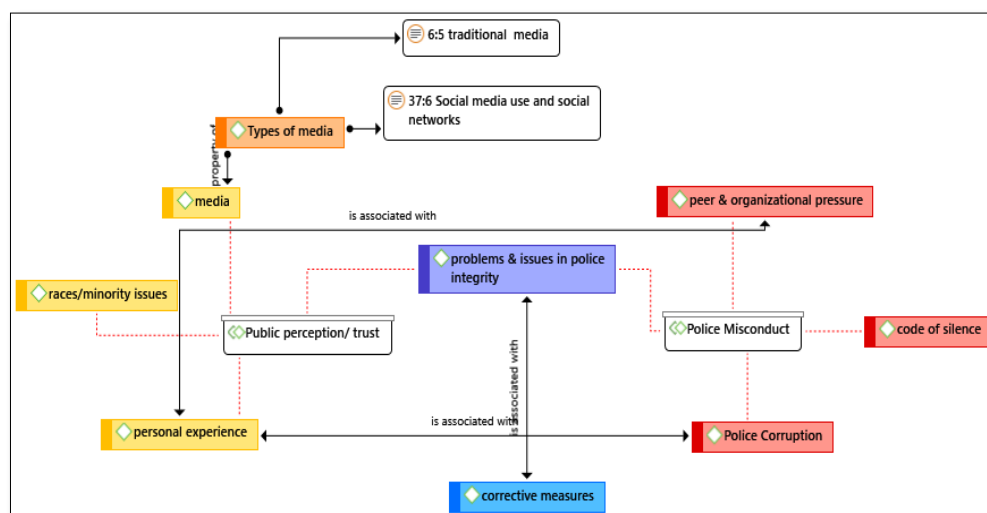 6:5 traditional media
37:6 Social media use and social
networks
Types of media
property of
media
peer & organizational pressure
is associated with
problems & issues in police
integrity
races/minority issues
Public perception/ trust
Police Misconduct
code of silence
is associated with
is associated with
personal experience
Police Corruption
corrective measures